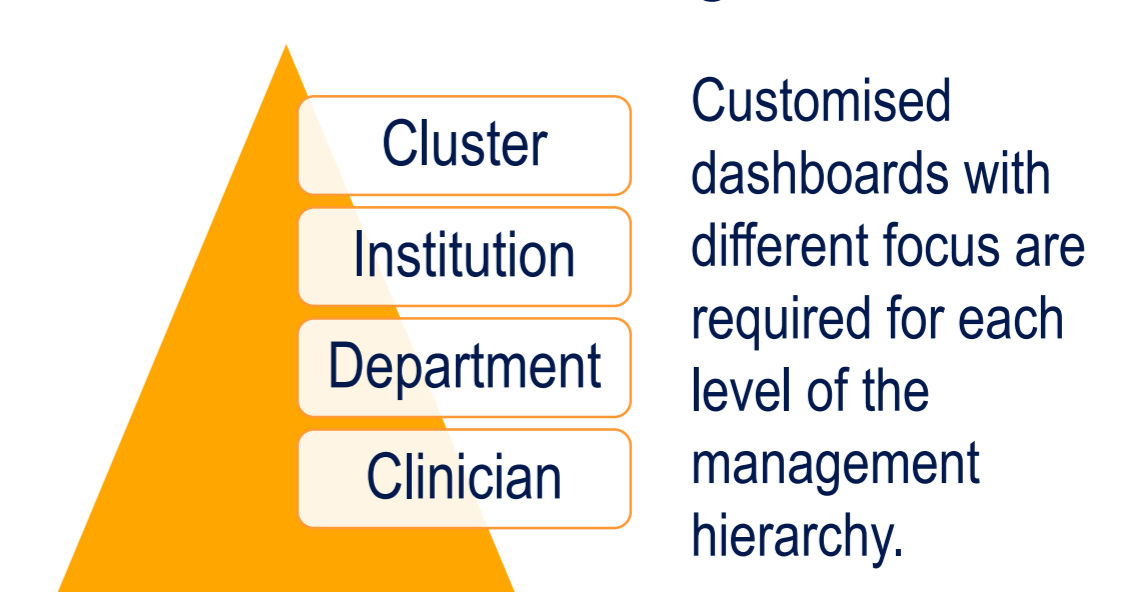 Cluster
Institution
Department
Clinician
Customised
dashboards with
different focus are
required for each
level of the
management
hierarchy.